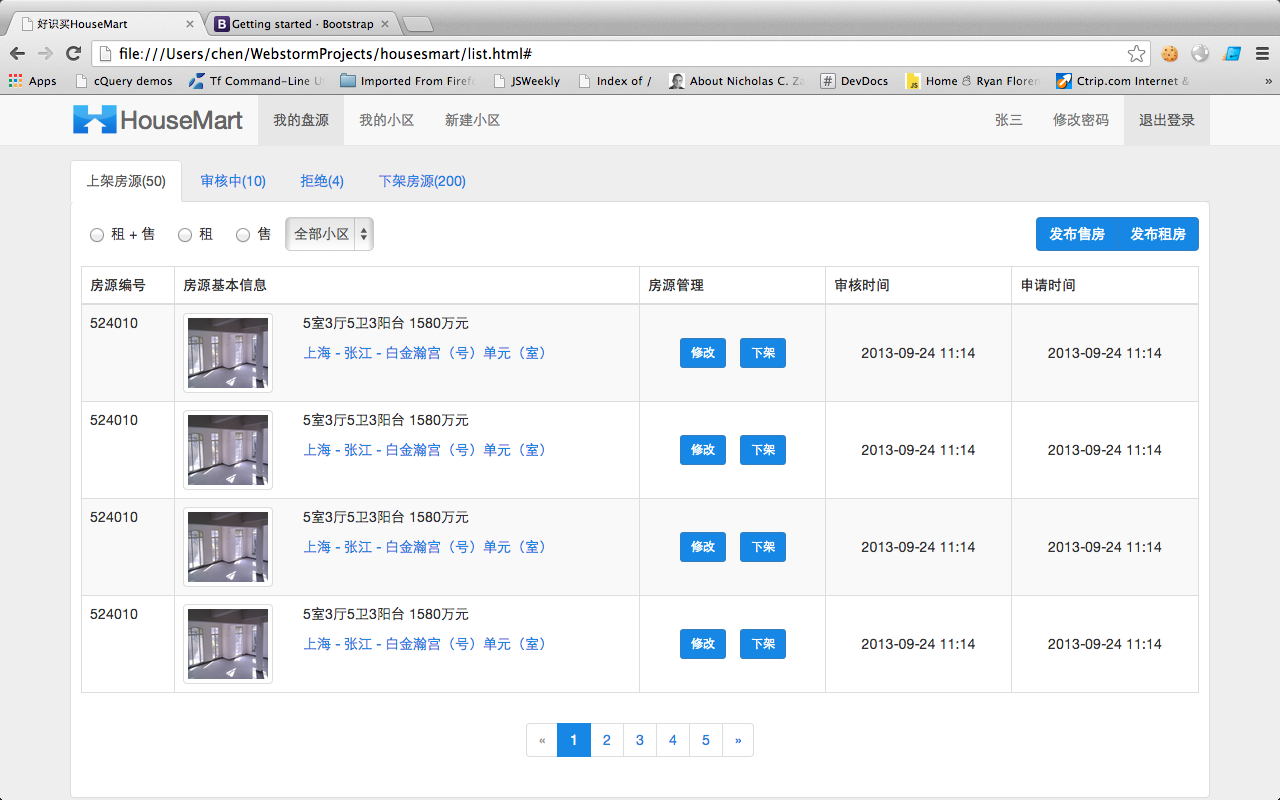 好识买HouseMart
Getting started · Bootstrap
file:///Users/chen/WebstormProjects/housesmart/list.html#
Apps cQuery demos Tf Command-Line U Imported From Firef JSWeekly Index of / About Nicholas C. Za DevDocs Home ☃ Ryan Floren Ctrip.com Internet & »
HouseMart 我的盘源 我的小区 新建小区 张三 修改密码 退出登录
上架房源(50) 审核中(10) 拒绝(4) 下架房源(200)
租 + 售 租 售 全部小区 发布售房 发布租房
房源编号 房源基本信息 房源管理 审核时间 申请时间
524010 5室3厅5卫3阳台 1580万元
上海 - 张江 - 白金瀚宫（号）单元（室） 修改 下架 2013-09-24 11:14 2013-09-24 11:14
524010 5室3厅5卫3阳台 1580万元
上海 - 张江 - 白金瀚宫（号）单元（室） 修改 下架 2013-09-24 11:14 2013-09-24 11:14
524010 5室3厅5卫3阳台 1580万元
上海 - 张江 - 白金瀚宫（号）单元（室） 修改 下架 2013-09-24 11:14 2013-09-24 11:14
524010 5室3厅5卫3阳台 1580万元
上海 - 张江 - 白金瀚宫（号）单元（室） 修改 下架 2013-09-24 11:14 2013-09-24 11:14
« 1 2 3 4 5 »